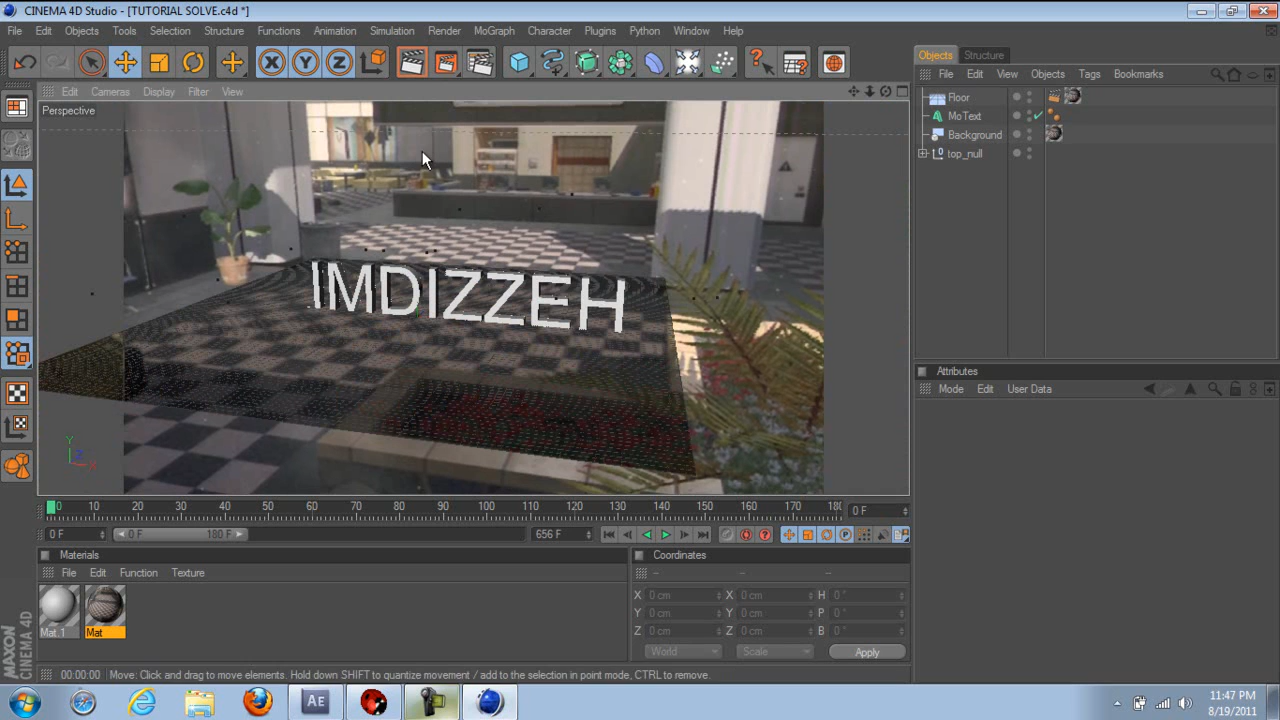 CINEMA 4D Studio - [TUTORIAL SOLVE.c4d *]
File Edit Objects Tools Selection Structure Functions Animation Simulation Render MoGraph Character Plugins Python Window Help
X Y Z
Objects Structure
File Edit View Objects Tags Bookmarks
Edit Cameras Display Filter View
Perspective
Floor
MoText
Background
top_null
IMDIZZEH
Attributes
Mode Edit User Data
Y
Z
X
0 10 20 30 40 50 60 70 80 90 100 110 120 130 140 150 160 170 180
0 F
0 F 0 F 180 F 656 F
Materials
File Edit Function Texture
Mat.1 Mat
Coordinates
-- -- --
X 0 cm X 0 cm H 0 °
Y 0 cm Y 0 cm P 0 °
Z 0 cm Z 0 cm B 0 °
World Scale Apply
MAXON
CINEMA 4D
00:00:00 Move: Click and drag to move elements. Hold down SHIFT to quantize movement / add to the selection in point mode, CTRL to remove.
AE
11:47 PM
8/19/2011